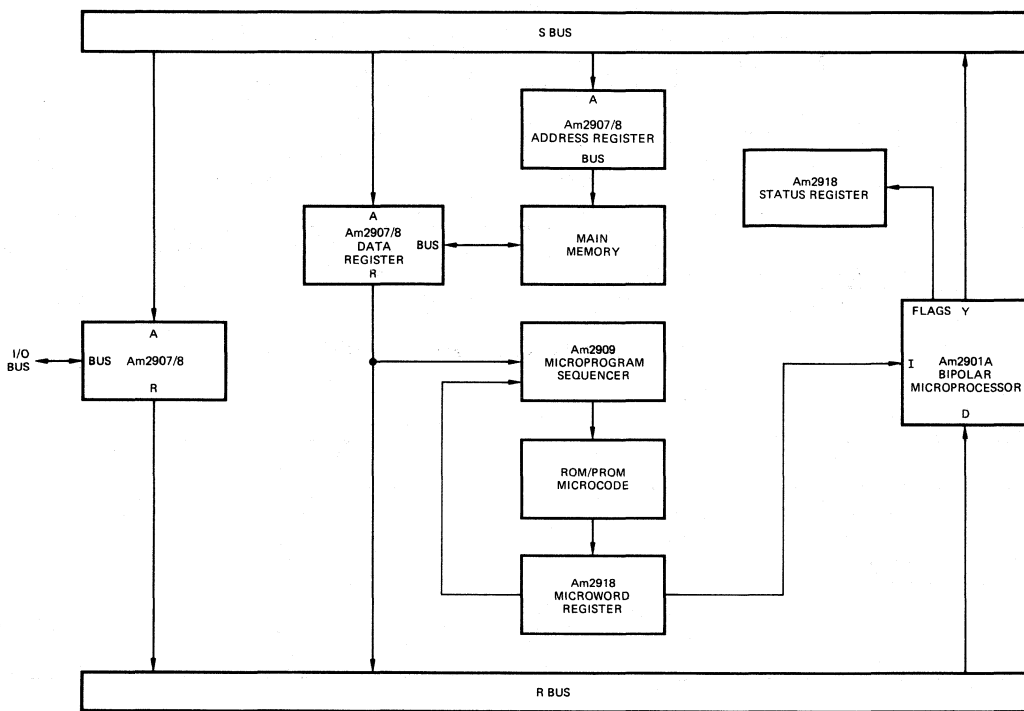 S BUS
A
Am2907/8
ADDRESS REGISTER
BUS
Am2918
STATUS REGISTER
A
Am2907/8
DATA
REGISTER
BUS
R
MAIN
MEMORY
FLAGS Y
I
Am2901A
BIPOLAR
MICROPROCESSOR
D
I/O
BUS
A
BUS Am2907/8
R
Am2909
MICROPROGRAM
SEQUENCER
ROM/PROM
MICROCODE
Am2918
MICROWORD
REGISTER
R BUS